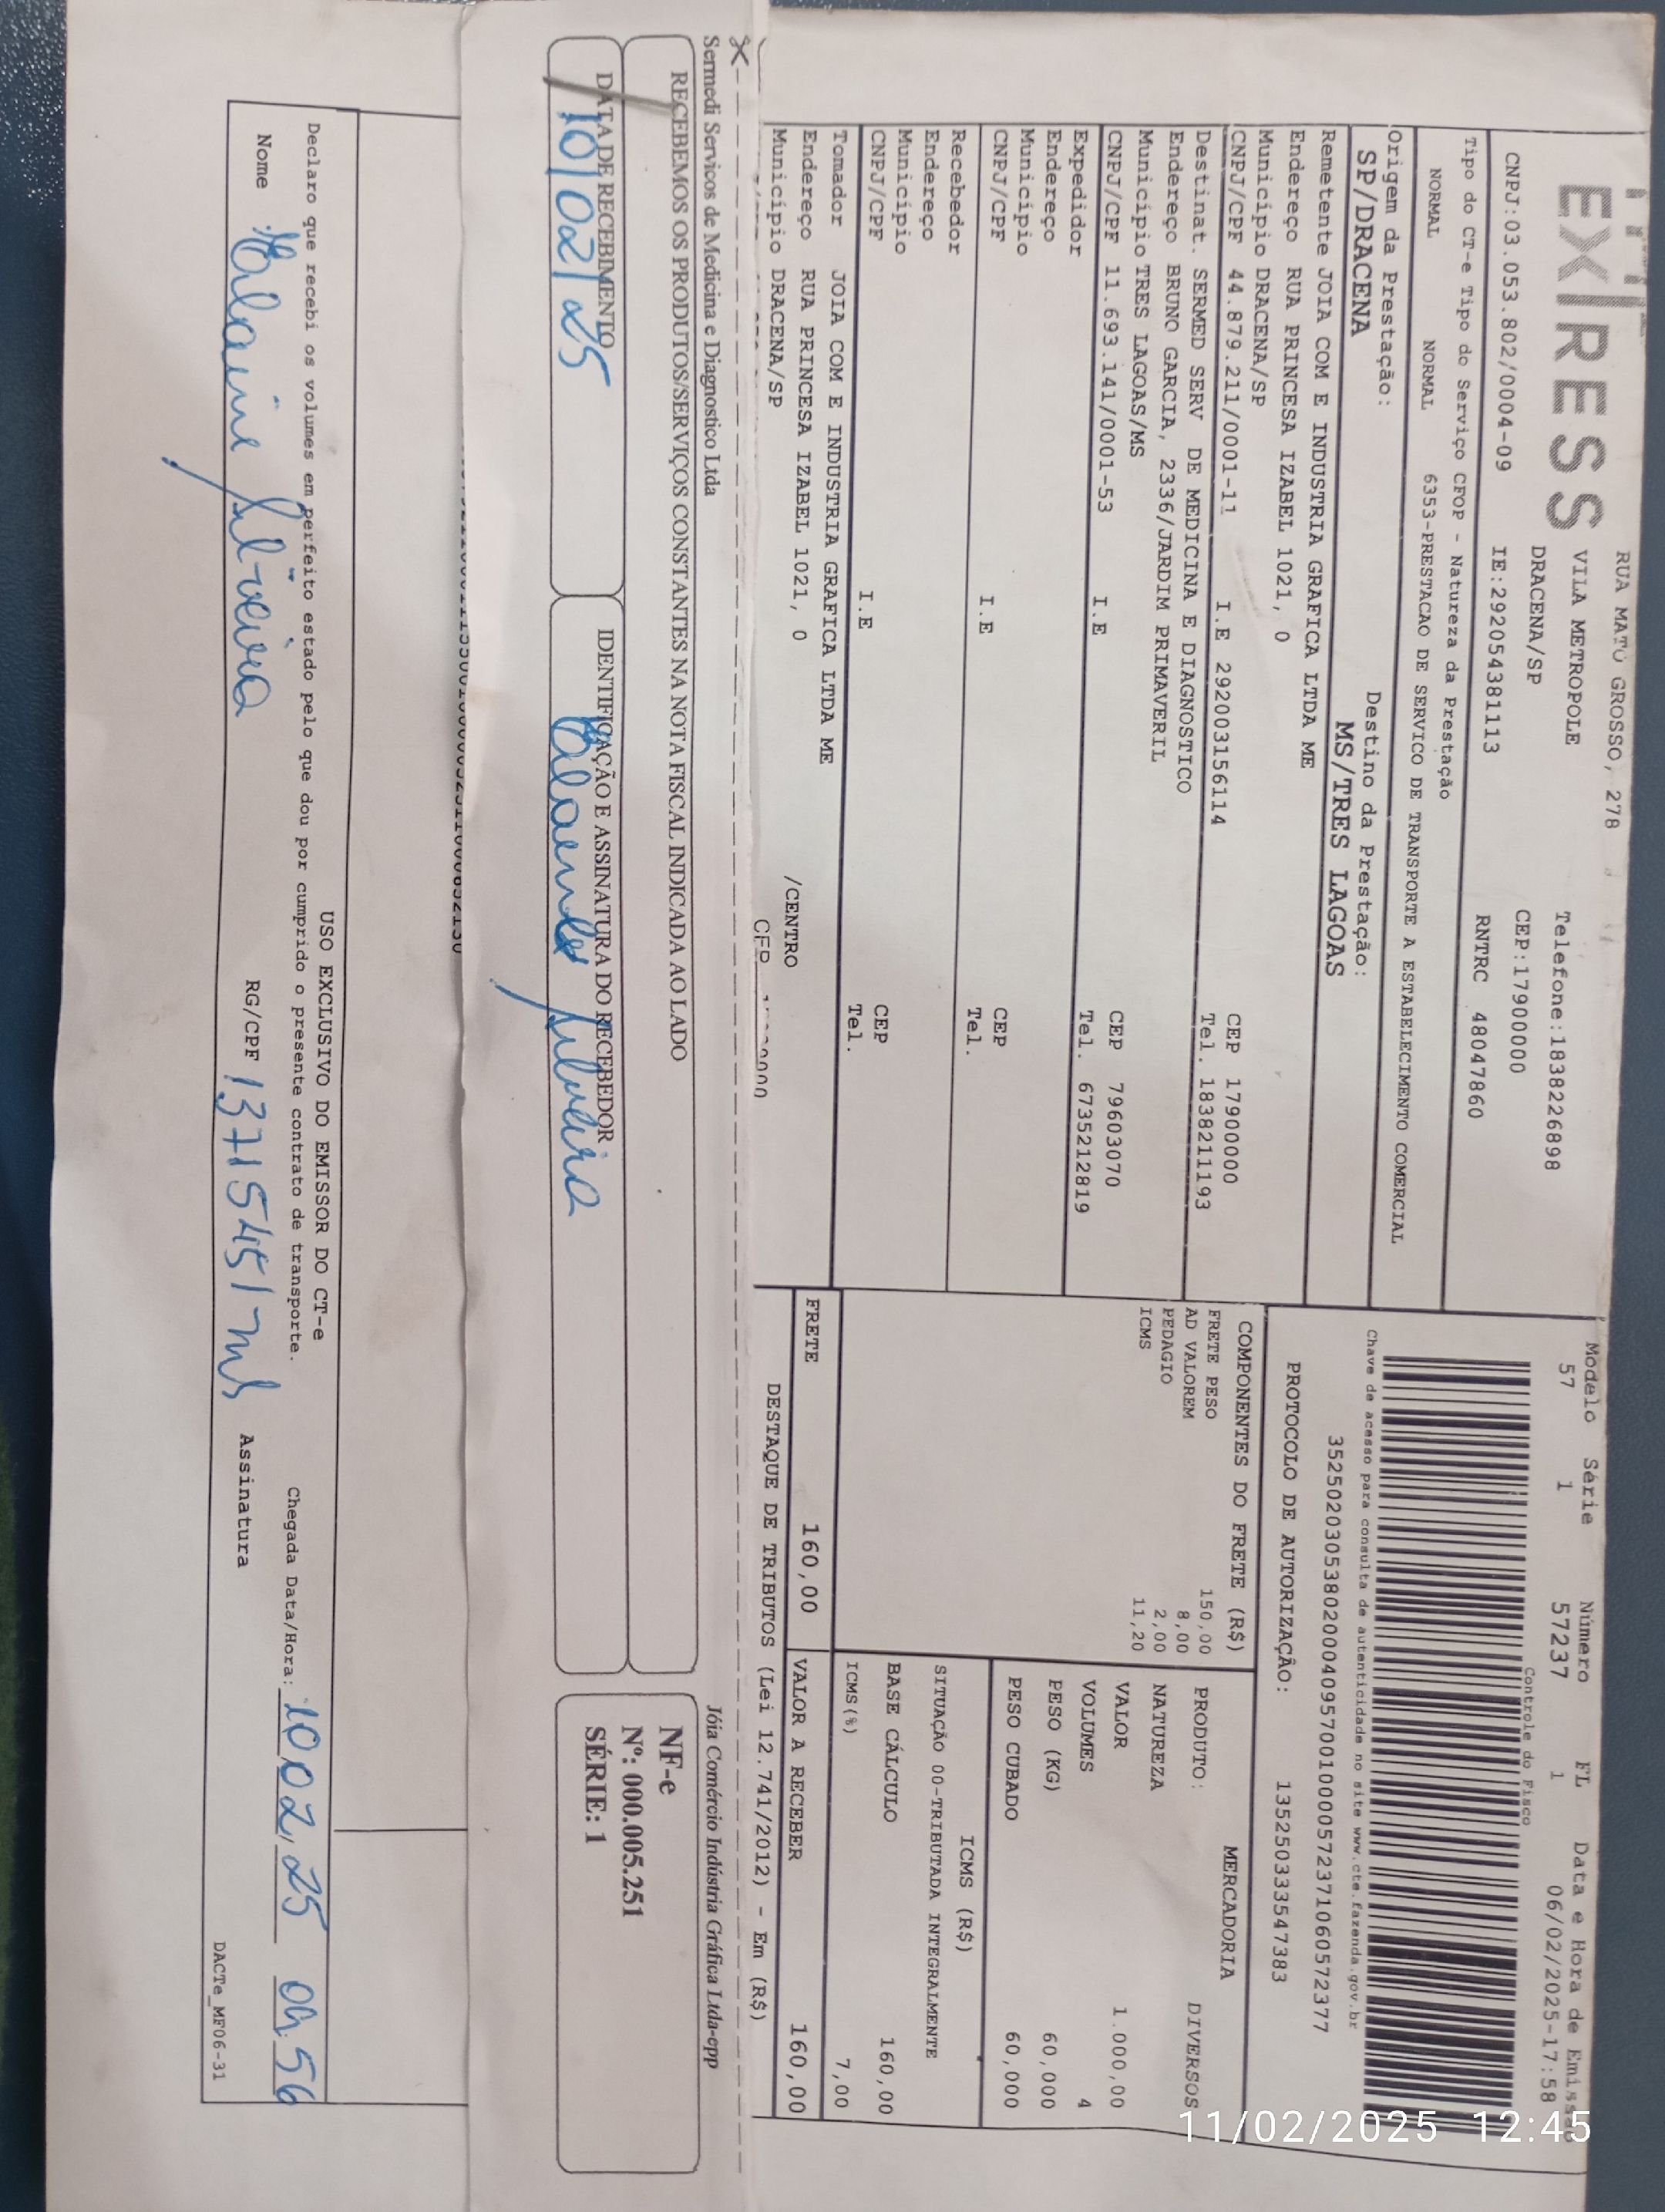 EXPRESS
RUA MATO GROSSO, 278
VILA METROPOLE Telefone:1838226898
DRACENA/SP CEP:17900000
CNPJ:03.053.802/0004-09 IE:292054381113 RNTRC 48047860
Tipo do CT-e Tipo do Serviço CFOP - Natureza da Prestação
NORMAL NORMAL 6353-PRESTACAO DE SERVICO DE TRANSPORTE A ESTABELECIMENTO COMERCIAL
Origem da Prestação: Destino da Prestação:
SP/DRACENA MS/TRES LAGOAS
Remetente JOIA COM E INDUSTRIA GRAFICA LTDA ME
Endereço RUA PRINCESA IZABEL 1021, 0
Município DRACENA/SP CEP 17900000
CNPJ/CPF 44.879.211/0001-11 I.E 292003156114 Tel. 1838211193
Destinat. SERMED SERV DE MEDICINA E DIAGNOSTICO
Endereço BRUNO GARCIA, 2336/JARDIM PRIMAVERIL
Município TRES LAGOAS/MS CEP 79603070
CNPJ/CPF 11.693.141/0001-53 I.E Tel. 6735212819
Expedidor
Endereço
Município CEP
CNPJ/CPF I.E Tel.
Recebedor
Endereço
Município CEP
CNPJ/CPF I.E Tel.
Tomador JOIA COM E INDUSTRIA GRAFICA LTDA ME
Endereço RUA PRINCESA IZABEL 1021, 0 /CENTRO
Município DRACENA/SP CEP
Modelo Série Número FL Data e Hora de Emissão
57 1 57237 1 06/02/2025-17:58
Controle do Fisco
Chave de acesso para consulta de autenticidade no site www.cte.fazenda.gov.br
35250203053802000409570010000572371060572377
PROTOCOLO DE AUTORIZAÇÃO: 135250333547383
COMPONENTES DO FRETE (R$)
FRETE PESO 150,00
AD VALOREM 8,00
PEDAGIO 2,00
ICMS 11,20
MERCADORIA
PRODUTO: DIVERSOS
NATUREZA
VALOR 1.000,00
VOLUMES 4
PESO (KG) 60,000
PESO CUBADO 60,000
ICMS (R$)
SITUAÇÃO 00-TRIBUTADA INTEGRALMENTE
BASE CÁLCULO 160,00
ICMS(%) 7,00
FRETE 160,00 VALOR A RECEBER 160,00
DESTAQUE DE TRIBUTOS (Lei 12.741/2012) - Em (R$)
Sermedi Servicos de Medicina e Diagnostico Ltda Jóia Comércio Indústria Gráfica Ltda-epp
RECEBEMOS OS PRODUTOS/SERVIÇOS CONSTANTES NA NOTA FISCAL INDICADA AO LADO
DATA DE RECEBIMENTO IDENTIFICAÇÃO E ASSINATURA DO RECEBEDOR
10/02/25 Silveira
NF-e
Nº: 000.005.251
SÉRIE: 1
USO EXCLUSIVO DO EMISSOR DO CT-e
Declaro que recebi os volumes em perfeito estado pelo que dou por cumprido o presente contrato de transporte. Chegada Data/Hora: 10,02,25 09:56
Nome Silveira RG/CPF 13715451 ms Assinatura
DACTe_MF06-31
11/02/2025 12:45